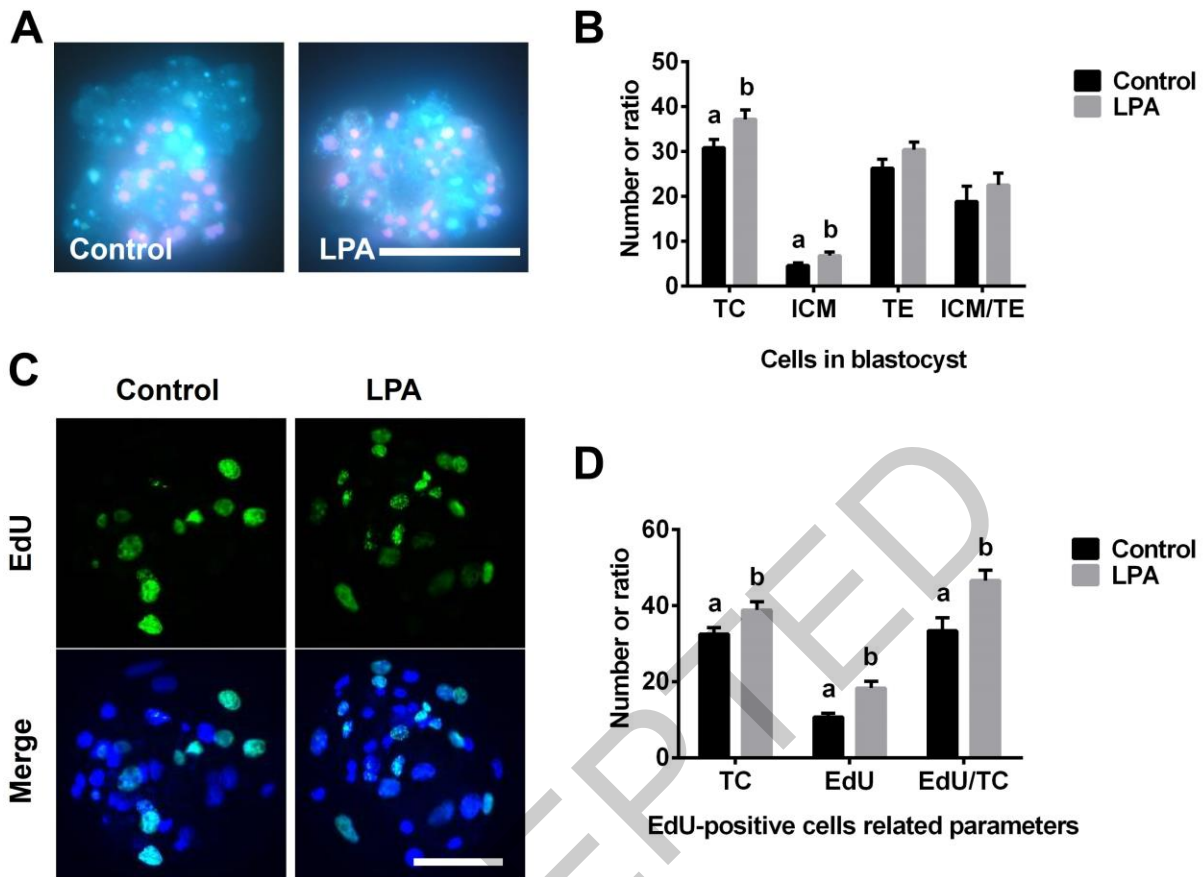 A
Control
LPA
B
Number or ratio
50
40
30
20
10
0
a b
a b
TC ICM TE ICM/TE
Cells in blastocyst
Control
LPA
C
Control LPA
EdU
Merge
D
Number or ratio
60
40
20
0
a b
a b
a b
TC EdU EdU/TC
EdU-positive cells related parameters
Control
LPA
EPTED